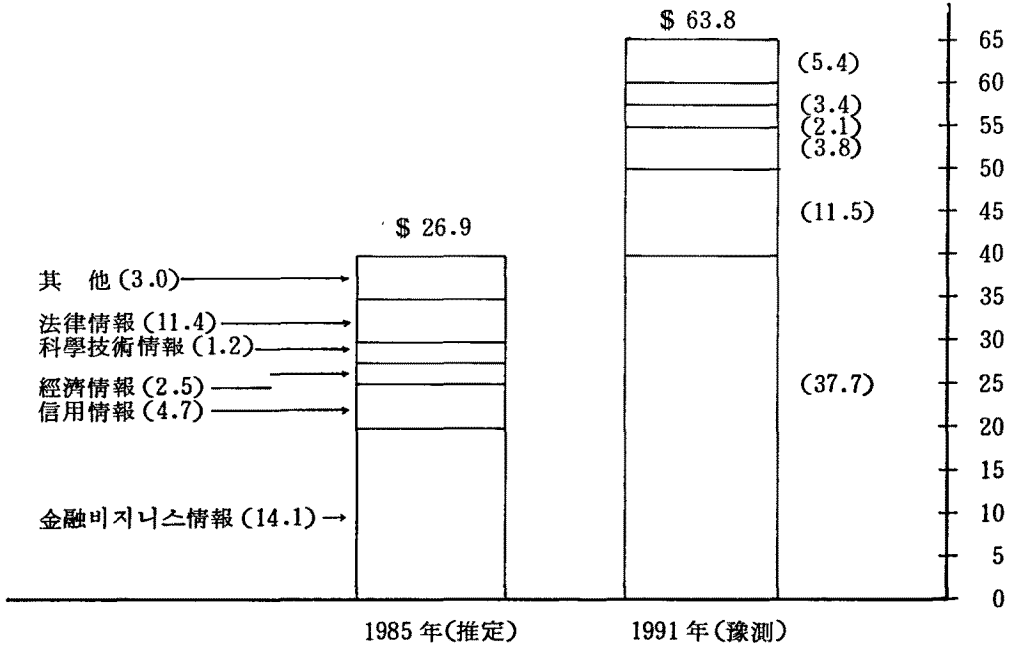 $ 63.8
(5.4)
(3.4)
(2.1)
(3.8)
(11.5)
(37.7)
$ 26.9
其 他 (3.0)
法律情報 (11.4)
科學技術情報 (1.2)
經濟情報 (2.5)
信用情報 (4.7)
金融비지니스情報 (14.1)
65
60
55
50
45
40
35
30
25
20
15
10
5
0
1985 年(推定)
1991 年(豫測)